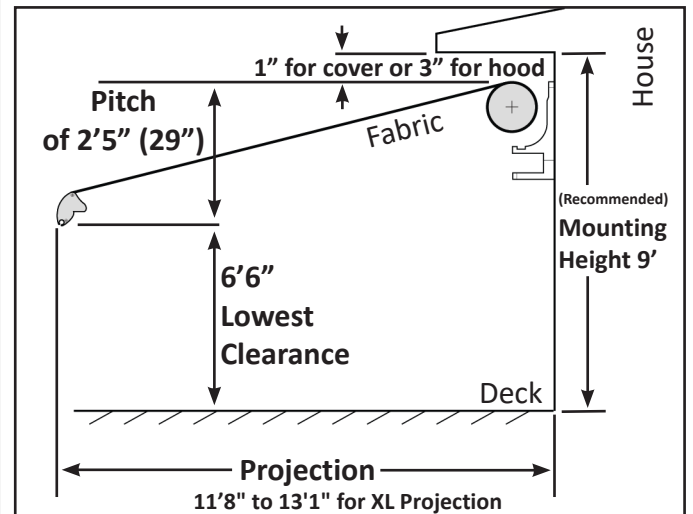 House
1” for cover or 3” for hood
Pitch
of 2’5” (29”)
Fabric
(Recommended)
Mounting
Height 9’
6’6”
Lowest
Clearance
Deck
Projection
11’8" to 13'1" for XL Projection